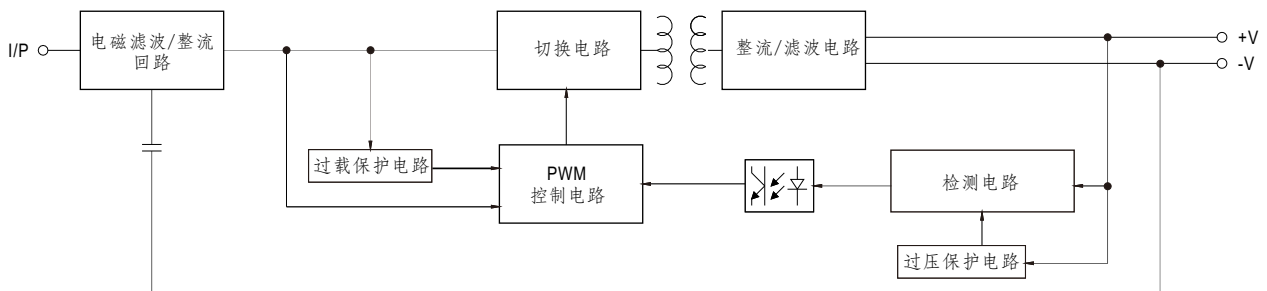 I/P
电磁滤波/整流
回路
切换电路
整流/滤波电路
+V
-V
过载保护电路
PWM
控制电路
检测电路
过压保护电路